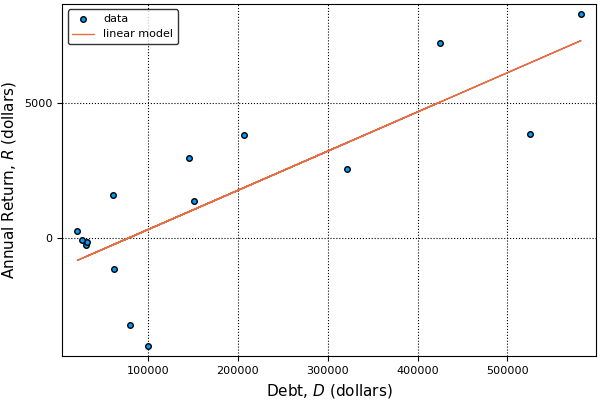 data
linear model
5000
0
Annual Return, R (dollars)
100000 200000 300000 400000 500000
Debt, D (dollars)